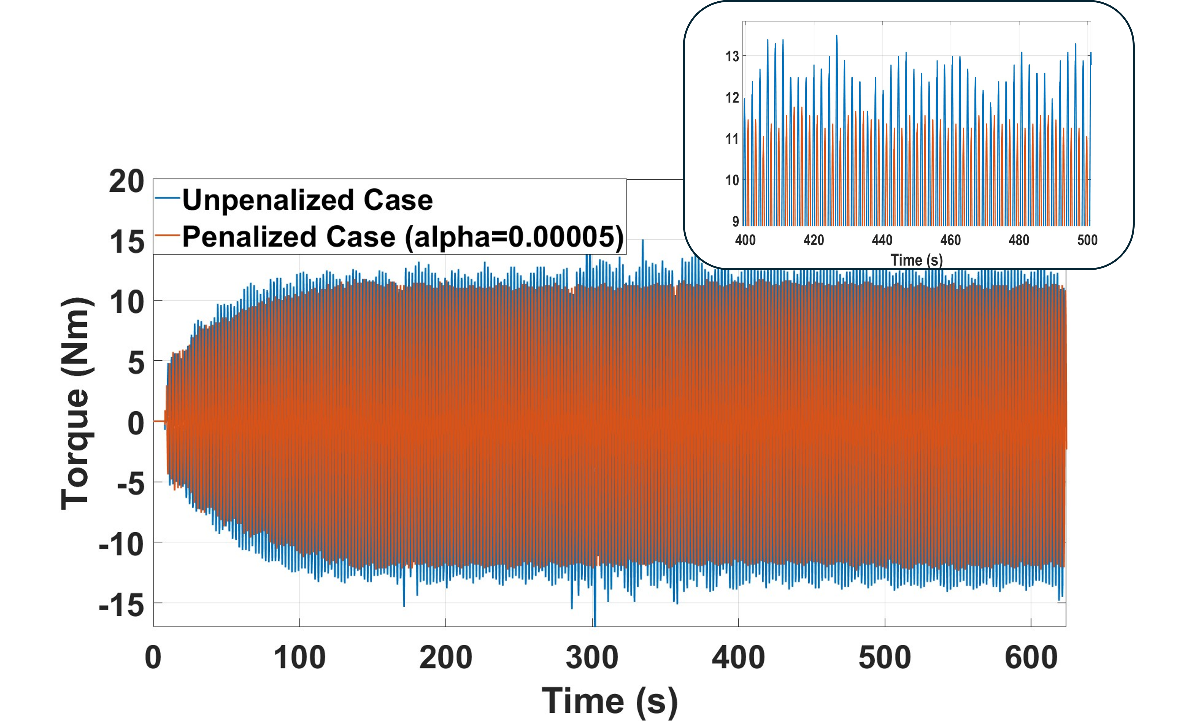 13
12
11
10
9
400 420 440 460 480 500
Time (s)
Unpenalized Case
Penalized Case (alpha=0.00005)
20
15
10
5
0
-5
-10
-15
Torque (Nm)
0 100 200 300 400 500 600
Time (s)